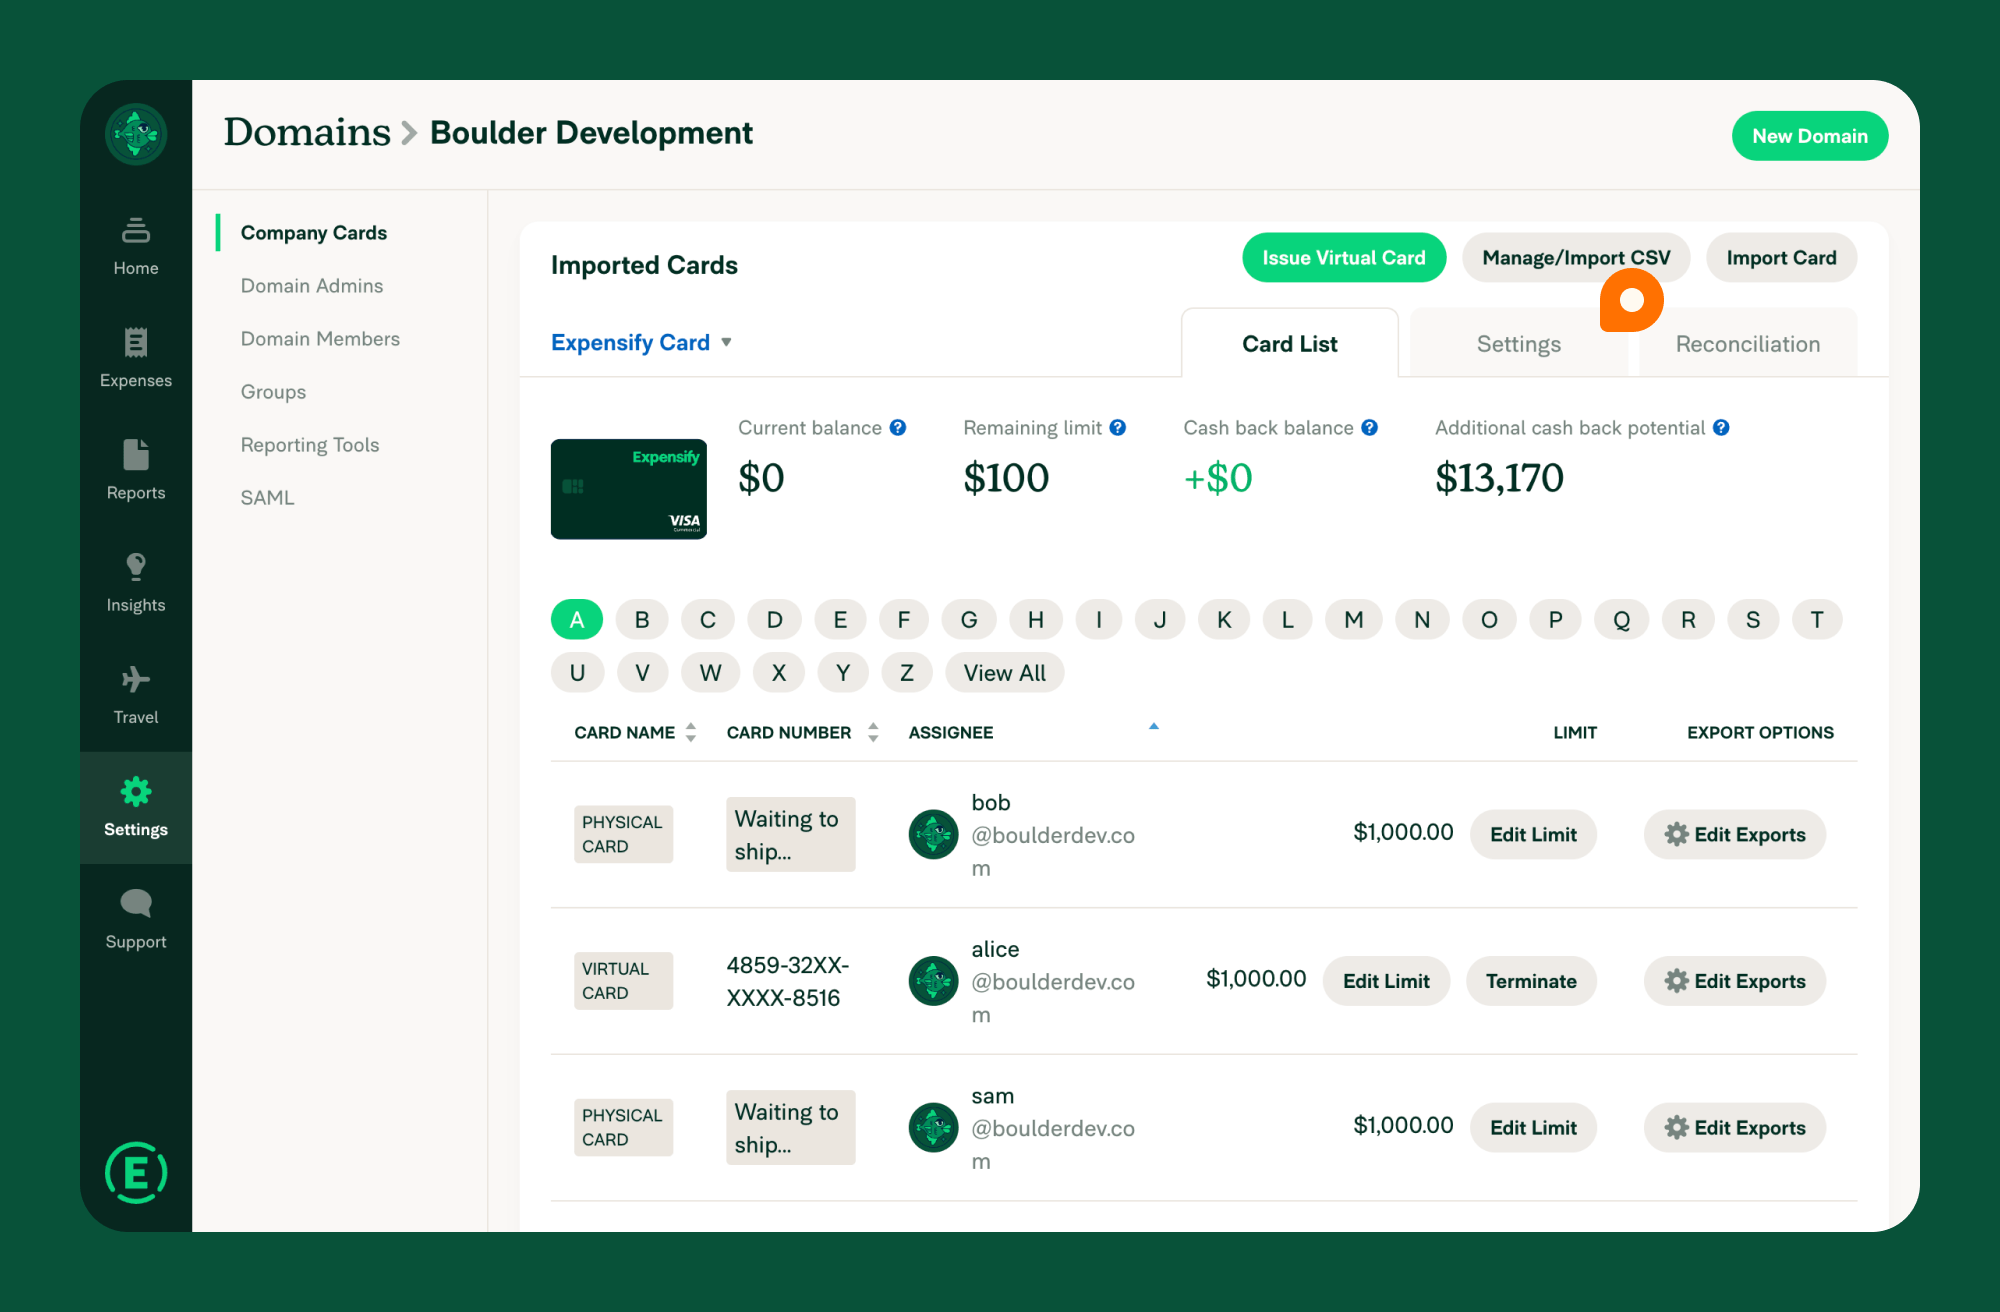 Domains > Boulder Development
New Domain
Home
Expenses
Reports
Insights
Travel
Settings
Support
E
Company Cards
Domain Admins
Domain Members
Groups
Reporting Tools
SAML
Imported Cards
Issue Virtual Card
Manage/Import CSV
Import Card
Expensify Card
Card List
Settings
Reconciliation
Expensify
VISA
Current balance ?
$0
Remaining limit ?
$100
Cash back balance ?
+$0
Additional cash back potential ?
$13,170
A B C D E F G H I J K L M N O P Q R S T
U V W X Y Z View All
CARD NAME CARD NUMBER ASSIGNEE LIMIT EXPORT OPTIONS
PHYSICAL
CARD
Waiting to
ship...
bob
@boulderdev.co
m
$1,000.00
Edit Limit
Edit Exports
VIRTUAL
CARD
4859-32XX-
XXXX-8516
alice
@boulderdev.co
m
$1,000.00
Edit Limit
Terminate
Edit Exports
PHYSICAL
CARD
Waiting to
ship...
sam
@boulderdev.co
m
$1,000.00
Edit Limit
Edit Exports